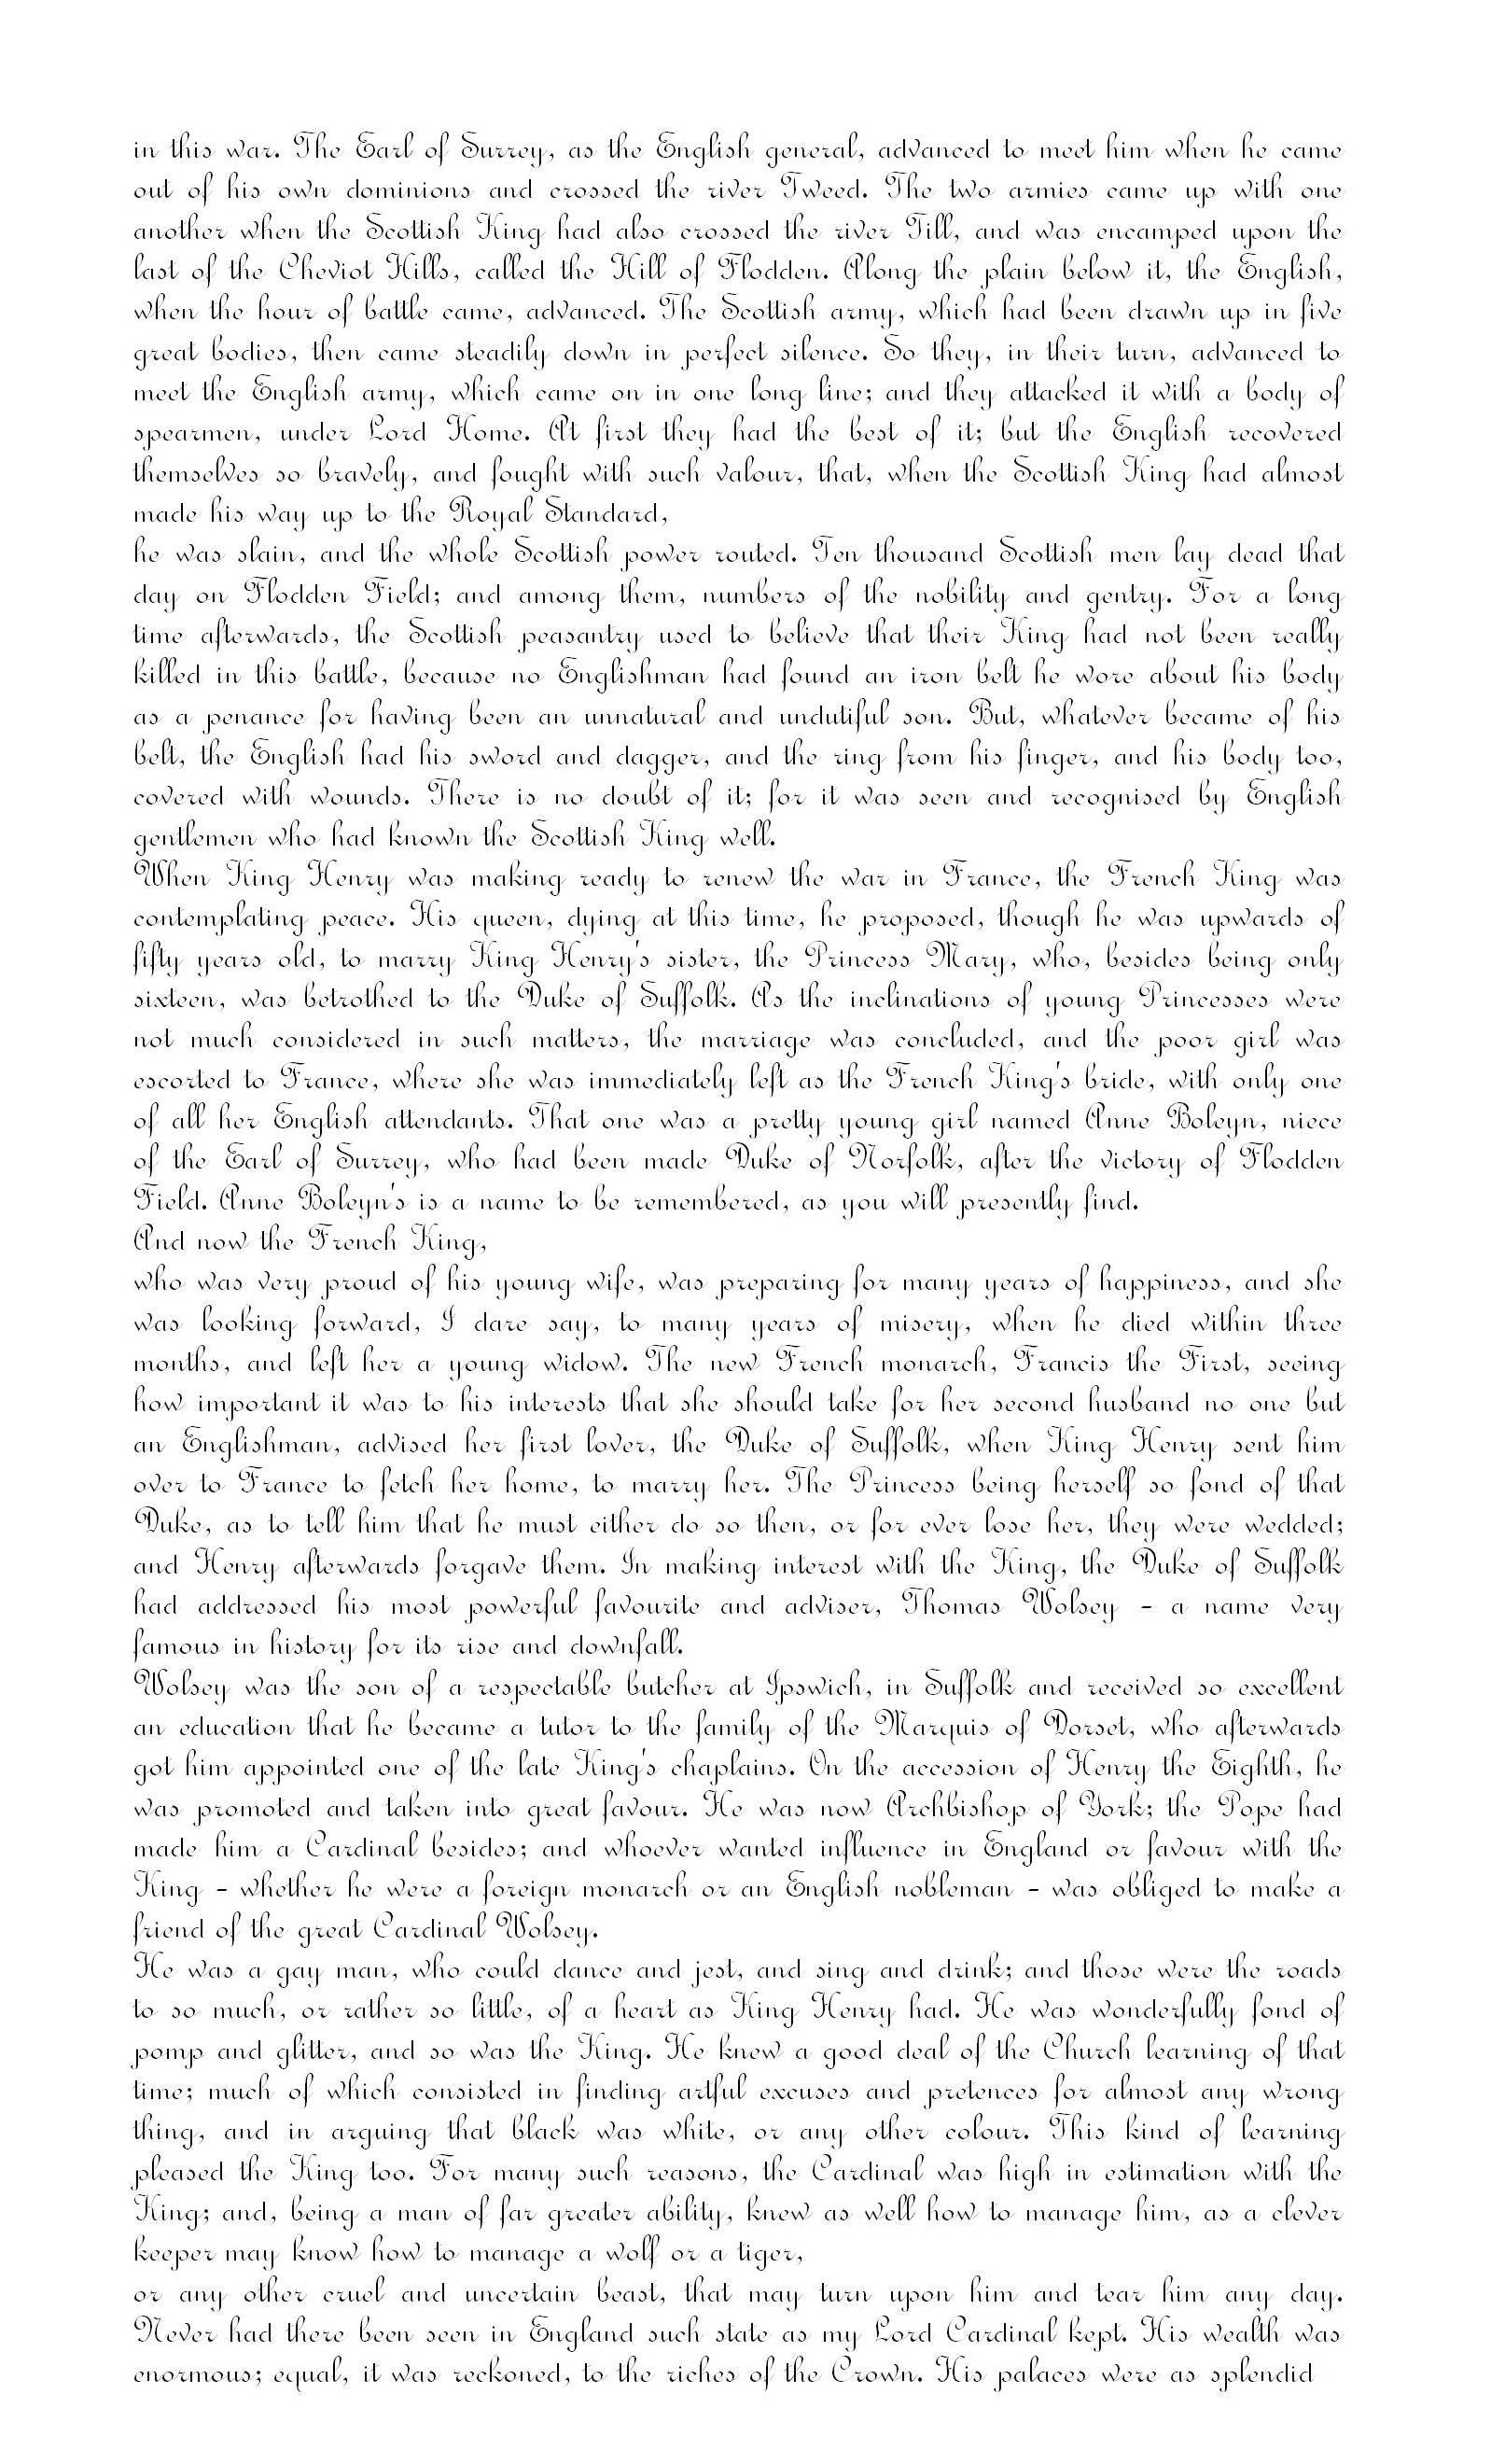 in this war. The Earl of Surrey, as the English general, advanced to meet him when he came
out of his own dominions and crossed the river Tweed. The two armies came up with one
another when the Scottish King had also crossed the river Till, and was encamped upon the
last of the Cheviot Hills, called the Hill of Flodden. Along the plain below it, the English,
when the hour of battle came, advanced. The Scottish army, which had been drawn up in five
great bodies, then came steadily down in perfect silence. So they, in their turn, advanced to
meet the English army, which came on in one long line; and they attacked it with a body of
spearmen, under Lord Home. At first they had the best of it; but the English recovered
themselves so bravely, and fought with such valour, that, when the Scottish King had almost
made his way up to the Royal Standard,
he was slain, and the whole Scottish power routed. Ten thousand Scottish men lay dead that
day on Flodden Field; and among them, numbers of the nobility and gentry. For a long
time afterwards, the Scottish peasantry used to believe that their King had not been really
killed in this battle, because no Englishman had found an iron belt he wore about his body
as a penance for having been an unnatural and undutiful son. But, whatever became of his
belt, the English had his sword and dagger, and the ring from his finger, and his body too,
covered with wounds. There is no doubt of it; for it was seen and recognised by English
gentlemen who had known the Scottish King well.
When King Henry was making ready to renew the war in France, the French King was
contemplating peace. His queen, dying at this time, he proposed, though he was upwards of
fifty years old, to marry King Henry's sister, the Princess Mary, who, besides being only
sixteen, was betrothed to the Duke of Suffolk. As the inclinations of young Princesses were
not much considered in such matters, the marriage was concluded, and the poor girl was
escorted to France, where she was immediately left as the French King's bride, with only one
of all her English attendants. That one was a pretty young girl named Anne Boleyn, niece
of the Earl of Surrey, who had been made Duke of Norfolk, after the victory of Flodden
Field. Anne Boleyn's is a name to be remembered, as you will presently find.
And now the French King,
who was very proud of his young wife, was preparing for many years of happiness, and she
was looking forward, I dare say, to many years of misery, when he died within three
months, and left her a young widow. The new French monarch, Francis the First, seeing
how important it was to his interests that she should take for her second husband no one but
an Englishman, advised her first lover, the Duke of Suffolk, when King Henry sent him
over to France to fetch her home, to marry her. The Princess being herself so fond of that
Duke, as to tell him that he must either do so then, or for ever lose her, they were wedded;
and Henry afterwards forgave them. In making interest with the King, the Duke of Suffolk
had addressed his most powerful favourite and adviser, Thomas Wolsey - a name very
famous in history for its rise and downfall.
Wolsey was the son of a respectable butcher at Ipswich, in Suffolk and received so excellent
an education that he became a tutor to the family of the Marquis of Dorset, who afterwards
got him appointed one of the late King's chaplains. On the accession of Henry the Eighth, he
was promoted and taken into great favour. He was now Archbishop of York; the Pope had
made him a Cardinal besides; and whoever wanted influence in England or favour with the
King - whether he were a foreign monarch or an English nobleman - was obliged to make a
friend of the great Cardinal Wolsey.
He was a gay man, who could dance and jest, and sing and drink; and those were the roads
to so much, or rather so little, of a heart as King Henry had. He was wonderfully fond of
pomp and glitter, and so was the King. He knew a good deal of the Church learning of that
time; much of which consisted in finding artful excuses and pretences for almost any wrong
thing, and in arguing that black was white, or any other colour. This kind of learning
pleased the King too. For many such reasons, the Cardinal was high in estimation with the
King; and, being a man of far greater ability, knew as well how to manage him, as a clever
keeper may know how to manage a wolf or a tiger,
or any other cruel and uncertain beast, that may turn upon him and tear him any day.
Never had there been seen in England such state as my Lord Cardinal kept. His wealth was
enormous; equal, it was reckoned, to the riches of the Crown. His palaces were as splendid